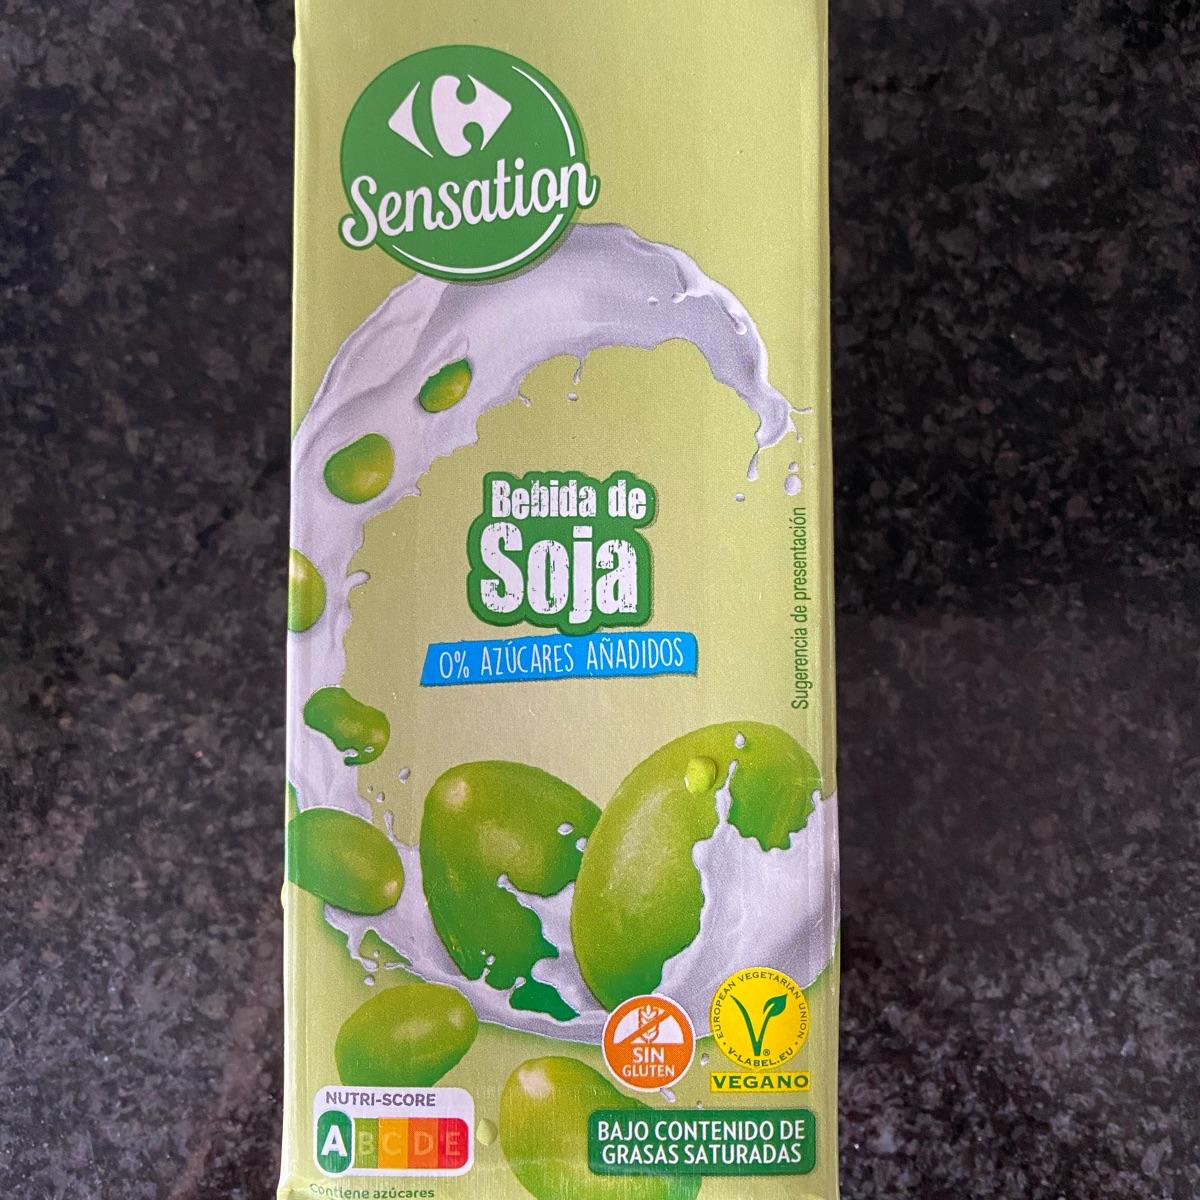 Sensation
Bebida de
Soja
0% AZÚCARES AÑADIDOS
Sugerencia de presentación
SIN
GLUTEN
EUROPEAN VEGETARIAN UNION
V-LABEL.EU
VEGANO
NUTRI-SCORE
A B C D E
BAJO CONTENIDO DE
GRASAS SATURADAS
Contiene azúcares